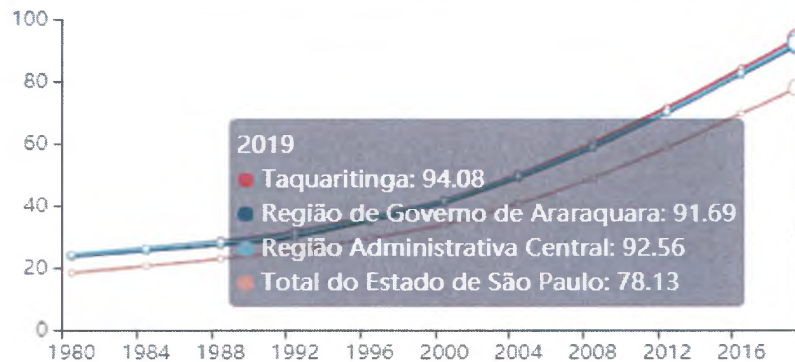 100
80
60
40
20
0
2019
Taquaritinga: 94.08
Região de Governo de Araraquara: 91.69
Região Administrativa Central: 92.56
Total do Estado de São Paulo: 78.13
1980 1984 1988 1992 1996 2000 2004 2008 2012 2016